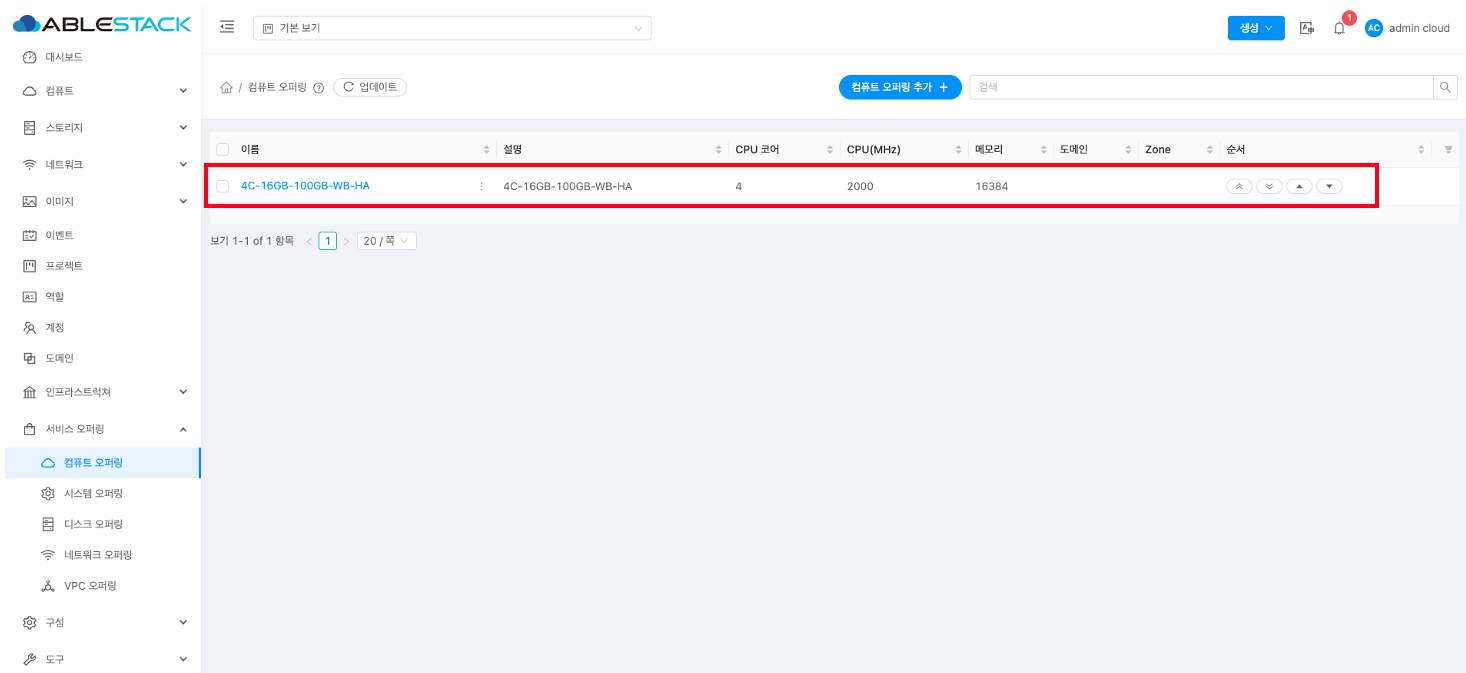 ABLESTACK
기본 보기
생성
1
AC admin cloud
대시보드
컴퓨트
스토리지
네트워크
이미지
이벤트
프로젝트
역할
계정
도메인
인프라스트럭쳐
서비스 오퍼링
컴퓨트 오퍼링
시스템 오퍼링
디스크 오퍼링
네트워크 오퍼링
VPC 오퍼링
구성
도구
/ 컴퓨트 오퍼링 업데이트
컴퓨트 오퍼링 추가 +
검색
이름 설명 CPU 코어 CPU(MHz) 메모리 도메인 Zone 순서
4C-16GB-100GB-WB-HA 4C-16GB-100GB-WB-HA 4 2000 16384
보기 1-1 of 1 항목 < 1 > 20 / 쪽